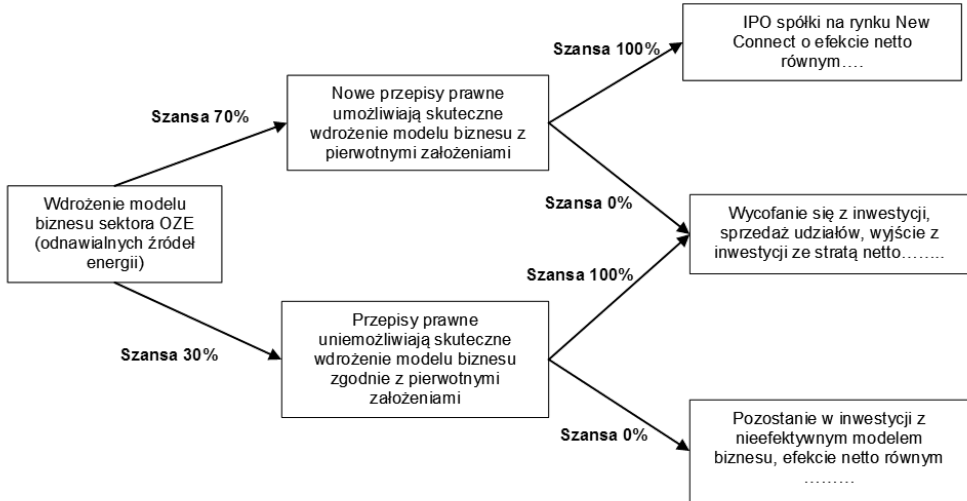 IPO spółki na rynku New
Connect o efekcie netto
równym….
Szansa 100%
Nowe przepisy prawne
umożliwiają skuteczne
wdrożenie modelu biznesu z
pierwotnymi założeniami
Szansa 70%
Szansa 0%
Wdrożenie modelu
biznesu sektora OZE
(odnawialnych źródeł
energii)
Wycofanie się z inwestycji,
sprzedaż udziałów, wyjście z
inwestycji ze stratą netto……..
Szansa 100%
Szansa 30%
Przepisy prawne
uniemożliwiają skuteczne
wdrożenie modelu biznesu
zgodnie z pierwotnymi
założeniami
Szansa 0%
Pozostanie w inwestycji z
nieefektywnym modelem
biznesu, efekcie netto równym
………